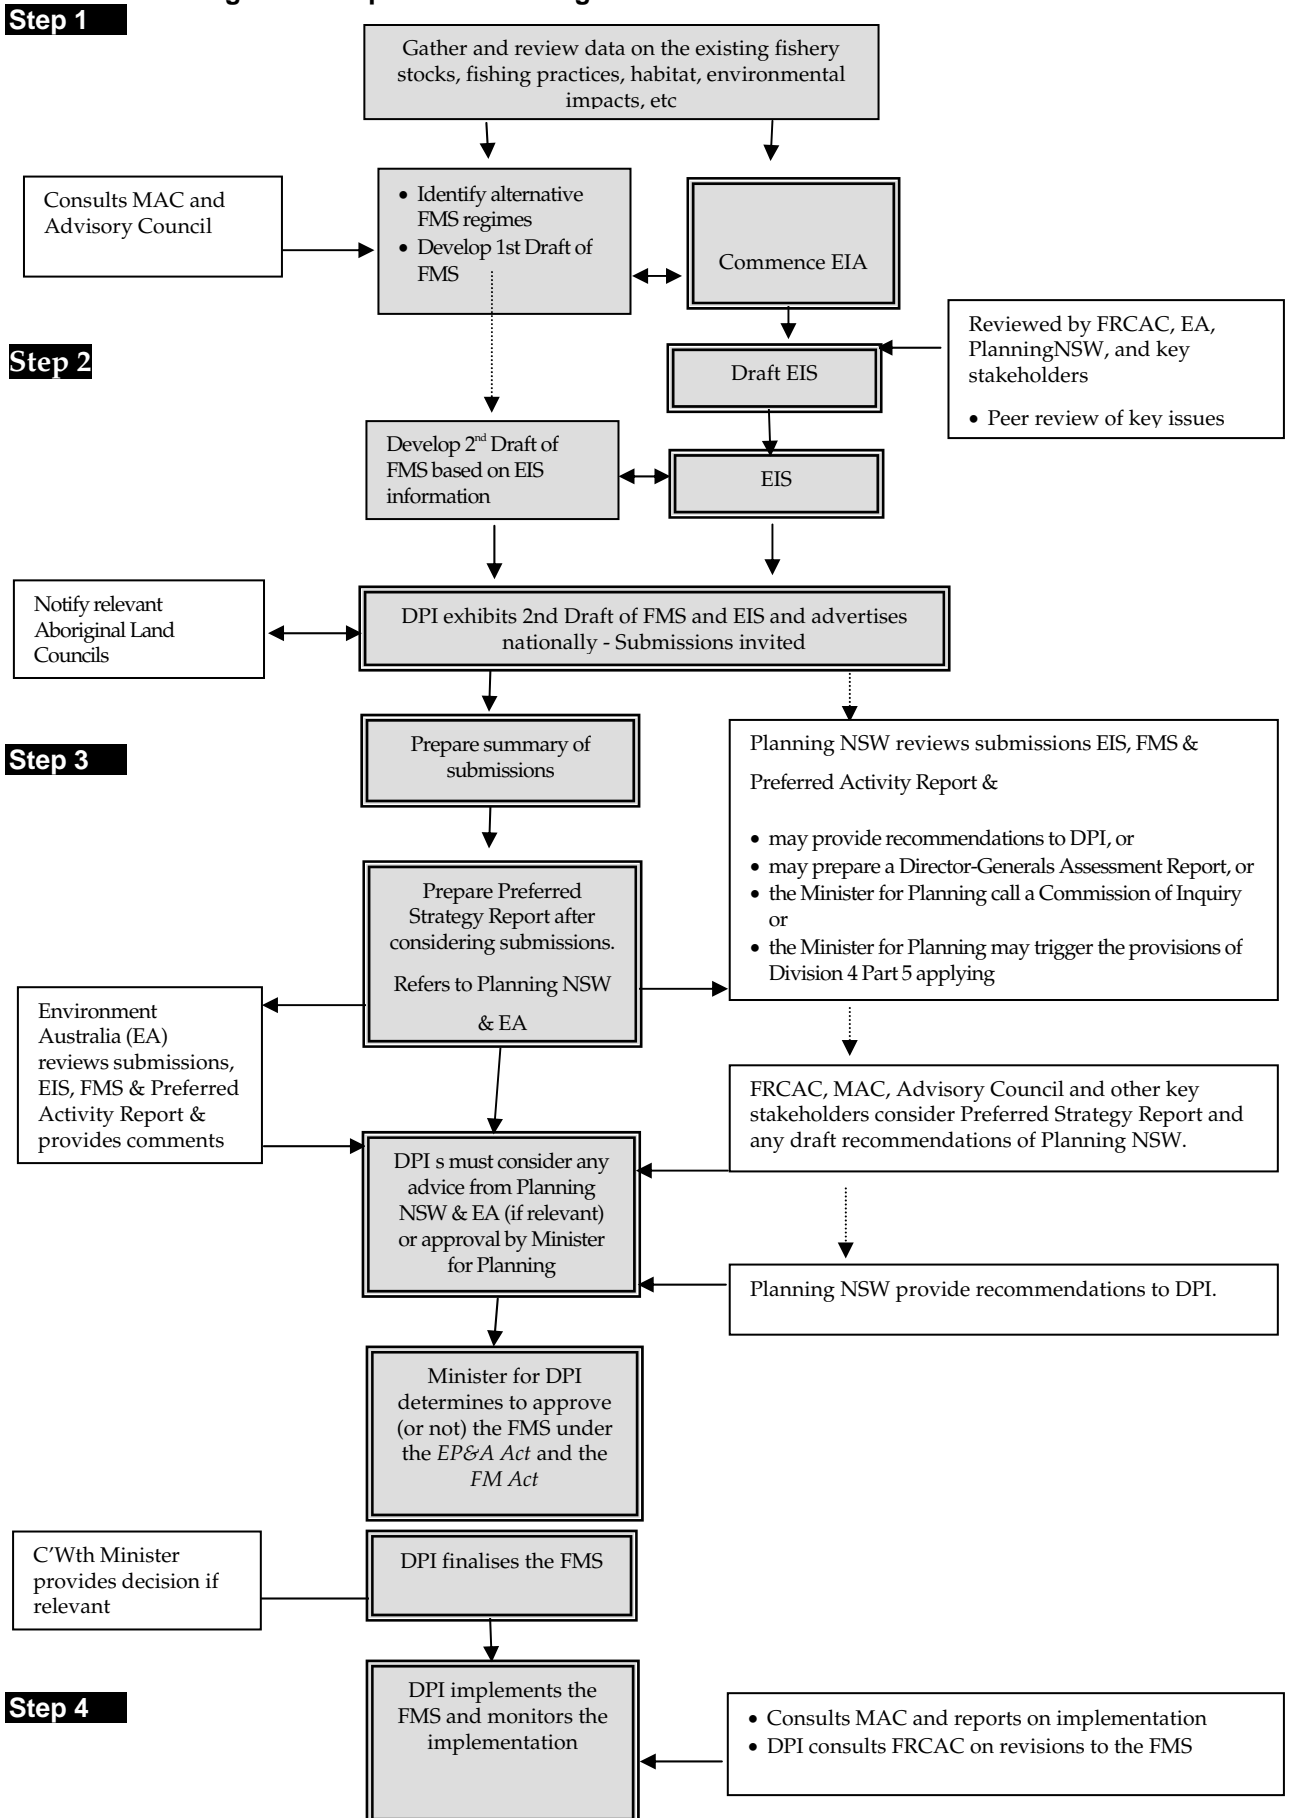 Step 1
Gather and review data on the existing fishery
stocks, fishing practices, habitat, environmental
impacts, etc
Consults MAC and
Advisory Council
• Identify alternative
FMS regimes
• Develop 1st Draft of
FMS
Commence EIA
Reviewed by FRCAC, EA,
PlanningNSW, and key
stakeholders
• Peer review of key issues
Step 2
Draft EIS
Develop 2nd Draft of
FMS based on EIS
information
EIS
Notify relevant
Aboriginal Land
Councils
DPI exhibits 2nd Draft of FMS and EIS and advertises
nationally - Submissions invited
Step 3
Prepare summary of
submissions
Planning NSW reviews submissions EIS, FMS &
Preferred Activity Report &
• may provide recommendations to DPI, or
• may prepare a Director-Generals Assessment Report, or
• the Minister for Planning call a Commission of Inquiry
or
• the Minister for Planning may trigger the provisions of
Division 4 Part 5 applying
Prepare Preferred
Strategy Report after
considering submissions.
Refers to Planning NSW
& EA
Environment
Australia (EA)
reviews submissions,
EIS, FMS & Preferred
Activity Report &
provides comments
FRCAC, MAC, Advisory Council and other key
stakeholders consider Preferred Strategy Report and
any draft recommendations of Planning NSW.
DPI s must consider any
advice from Planning
NSW & EA (if relevant)
or approval by Minister
for Planning
Planning NSW provide recommendations to DPI.
Minister for DPI
determines to approve
(or not) the FMS under
the EP&A Act and the
FM Act
C'Wth Minister
provides decision if
relevant
DPI finalises the FMS
Step 4
DPI implements the
FMS and monitors the
implementation
• Consults MAC and reports on implementation
• DPI consults FRCAC on revisions to the FMS